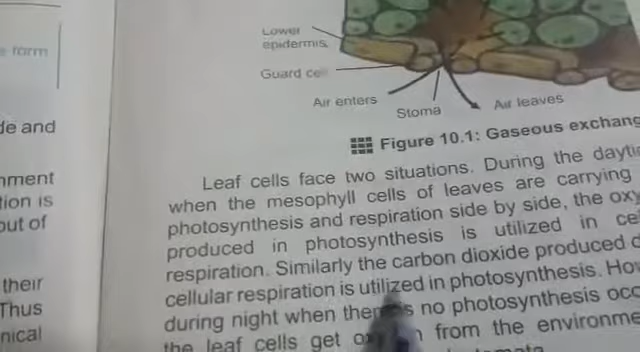 form
de and
nment
tion is
out of
their
Thus
nical
Lower
epidermis
Guard cell
Air enters
Stoma
Air leaves
Figure 10.1: Gaseous exchang
Leaf cells face two situations. During the dayti
when the mesophyll cells of leaves are carrying
photosynthesis and respiration side by side, the oxy
produced in photosynthesis is utilized in ce
respiration. Similarly the carbon dioxide produced d
cellular respiration is utilized in photosynthesis. How
during night when there is no photosynthesis occ
the leaf cells get from the environme